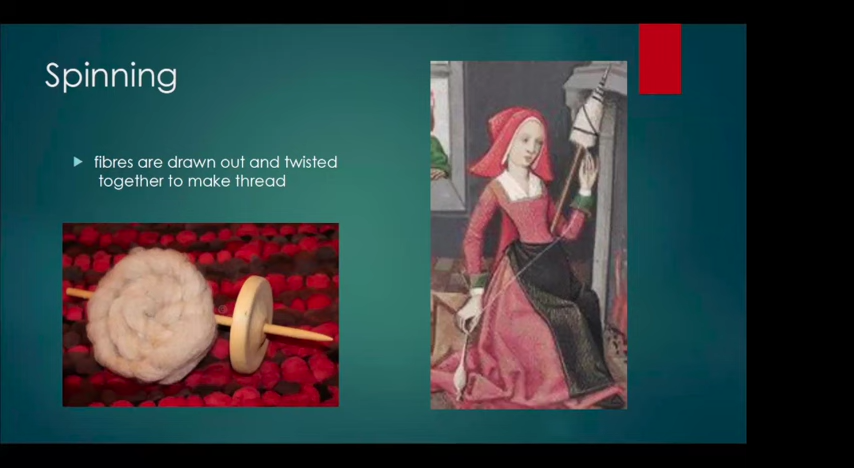 Spinning
fibres are drawn out and twisted
together to make thread